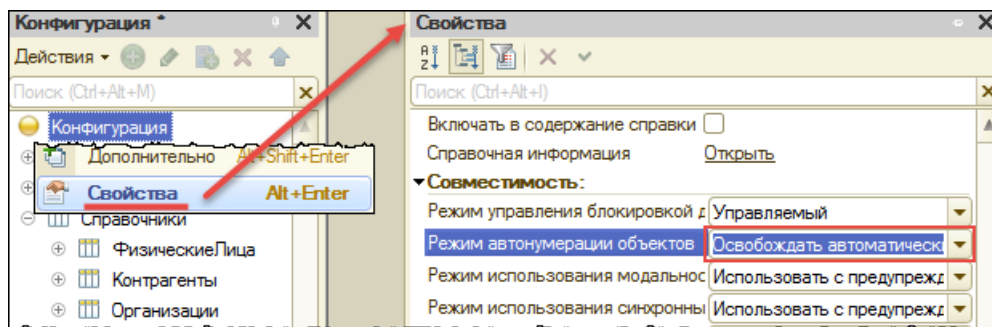 Конфигурация *
Действия
Поиск (Ctrl+Alt+M)
Конфигурация
Дополнительно Alt+Shift+Enter
Свойства Alt+Enter
Справочники
ФизическиеЛица
Контрагенты
Организации
Свойства
Поиск (Ctrl+Alt+I)
Включать в содержание справки
Справочная информация Открыть
Совместимость:
Режим управления блокировкой д Управляемый
Режим автонумерации объектов Освобождать автоматически
Режим использования модальнос Использовать с предупрежд
Режим использования синхронны Использовать с предупрежд